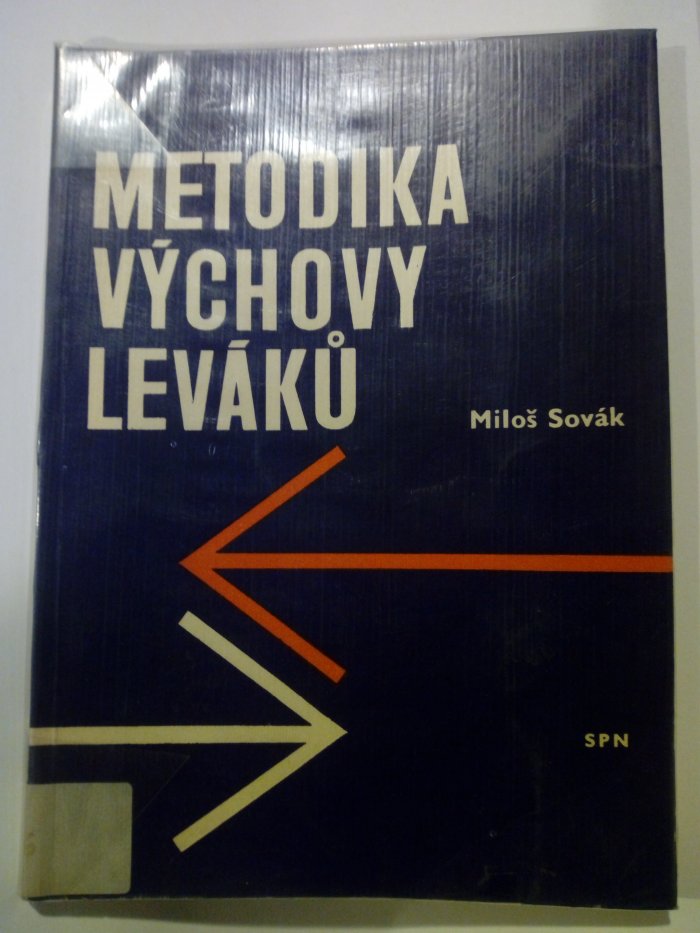 METODIKA
VÝCHOVY
LEVÁKŮ
Miloš Sovák
SPN